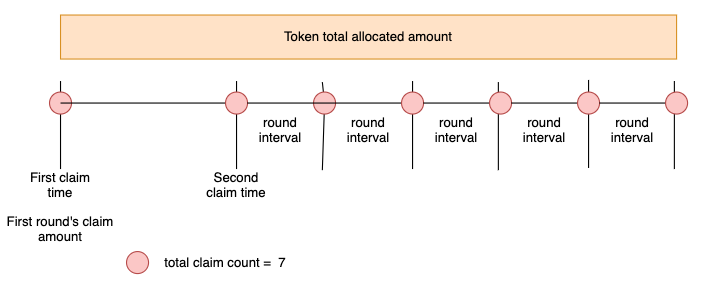 Token total allocated amount
round
interval
round
interval
round
interval
round
interval
round
interval
First claim
time
Second
claim time
First round's claim
amount
total claim count = 7